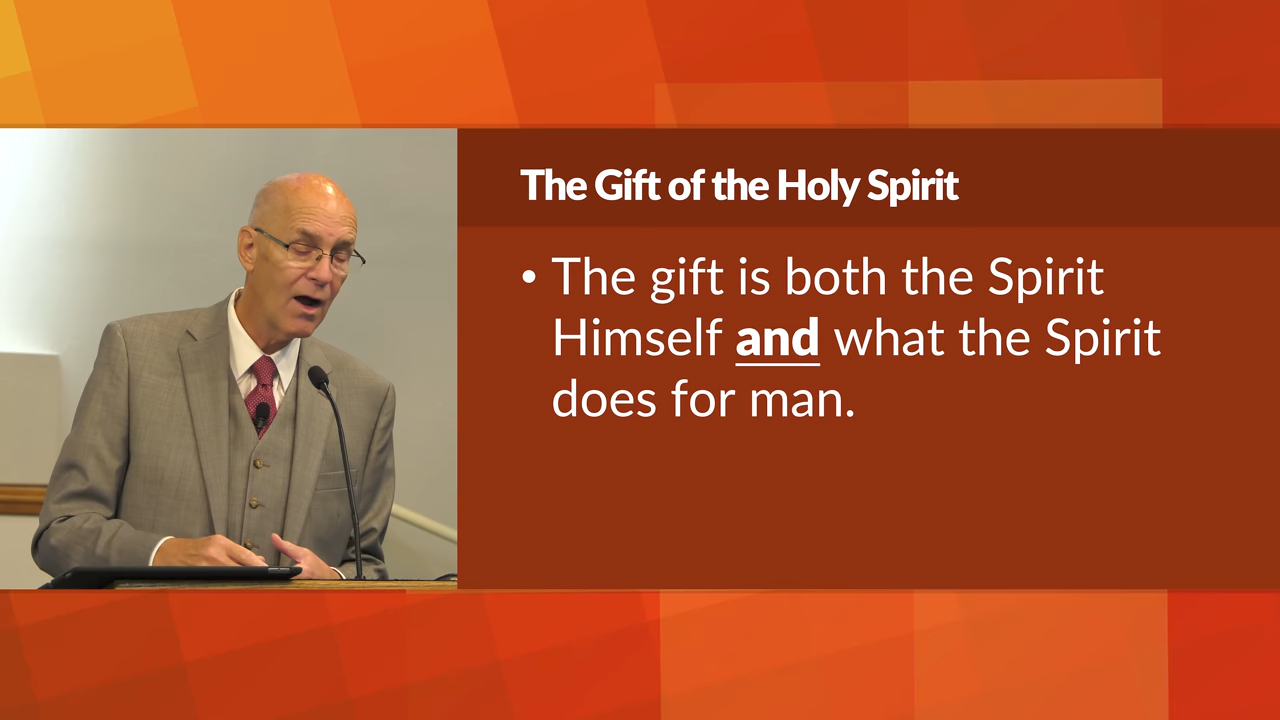 The Gift of the Holy Spirit
• The gift is both the Spirit
Himself and what the Spirit
does for man.